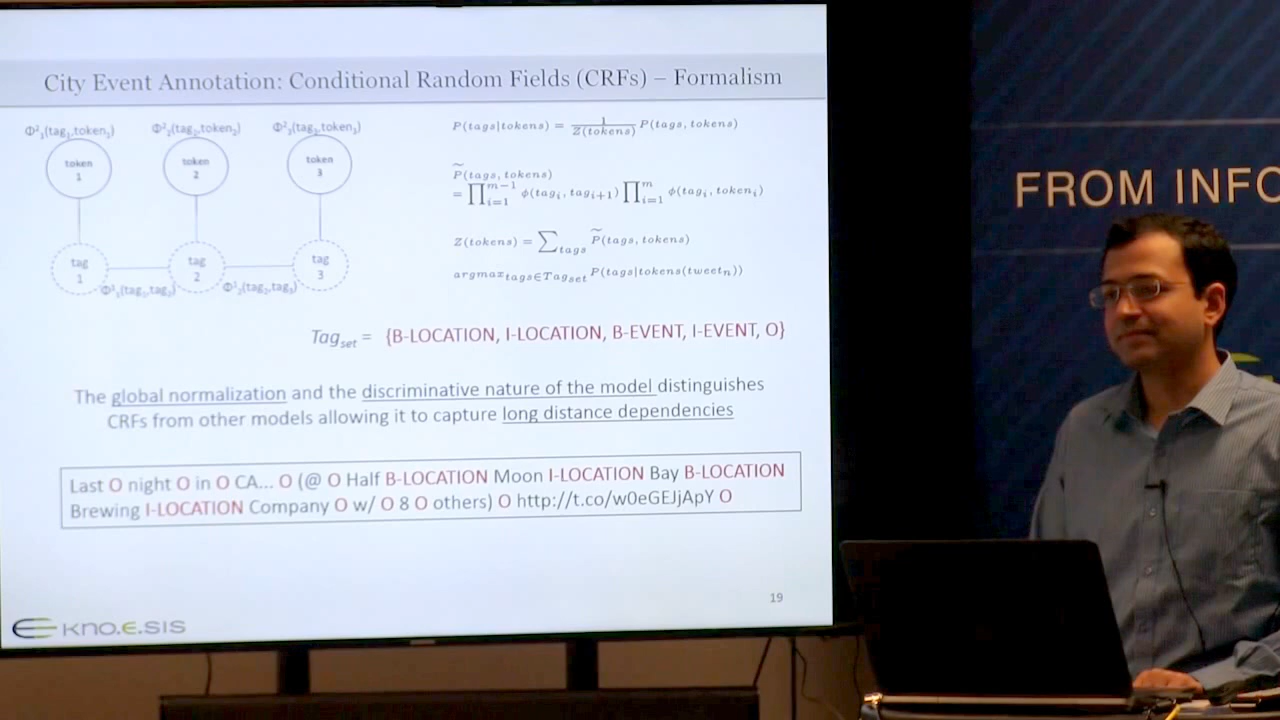 City Event Annotation: Conditional Random Fields (CRFs) – Formalism
Φ²₁(tag₁,token₁) Φ²₂(tag₂,token₂) Φ²₃(tag₃,token₃)
token 1
token 2
token 3
tag 1
tag 2
tag 3
Φ¹₁(tag₁,tag₂) Φ¹₂(tag₂,tag₃)
P(tags|tokens) = 1/Z(tokens) P(tags, tokens)
P̃(tags, tokens)
= ∏ᵢ₌₁ᵐ⁻¹ ϕ(tagᵢ, tagᵢ₊₁) ∏ᵢ₌₁ᵐ ϕ(tagᵢ, tokenᵢ)
Z(tokens) = ∑tags P̃(tags, tokens)
argmax tags∈Tagset P(tags|tokens(tweetₙ))
Tagset = {B-LOCATION, I-LOCATION, B-EVENT, I-EVENT, O}
The global normalization and the discriminative nature of the model distinguishes
CRFs from other models allowing it to capture long distance dependencies
Last O night O in O CA... O (@ O Half B-LOCATION Moon I-LOCATION Bay B-LOCATION
Brewing I-LOCATION Company O w/ O 8 O others) O http://t.co/w0eGEJjApY O
19
kno.e.sis
FROM INFO